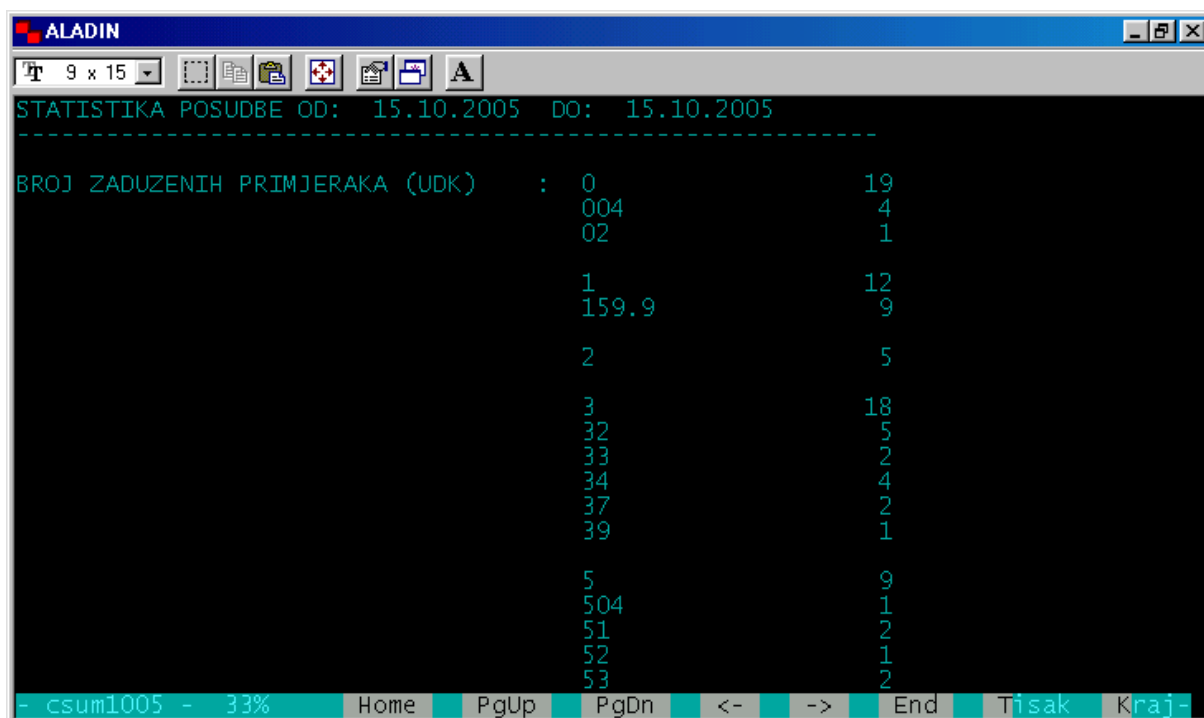 ALADIN
9 x 15
A
STATISTIKA POSUDBE OD: 15.10.2005 DO: 15.10.2005
------------------------------------------------------------
BROJ ZADUZENIH PRIMJERAKA (UDK) : 0 19
004 4
02 1
1 12
159.9 9
2 5
3 18
32 5
33 2
34 4
37 2
39 1
5 9
504 1
51 2
52 1
53 2
- csum1005 - 33% Home PgUp PgDn <- -> End Tisak Kraj-